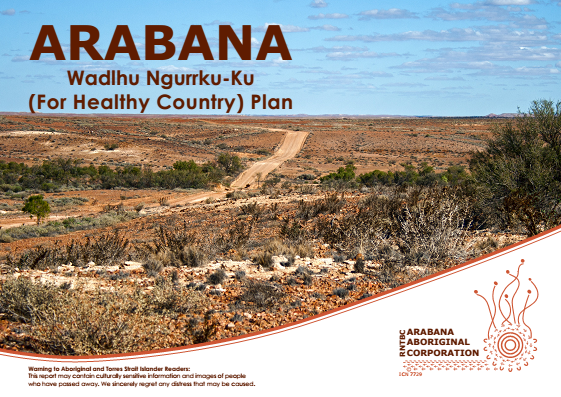 ARABANA
Wadlhu Ngurrku-Ku
(For Healthy Country) Plan
RNTBC
ARABANA
ABORIGINAL
CORPORATION
ICN 7729
Warning to Aboriginal and Torres Strait Islander Readers:
This report may contain culturally sensitive information and images of people
who have passed away. We sincerely regret any distress that may be caused.